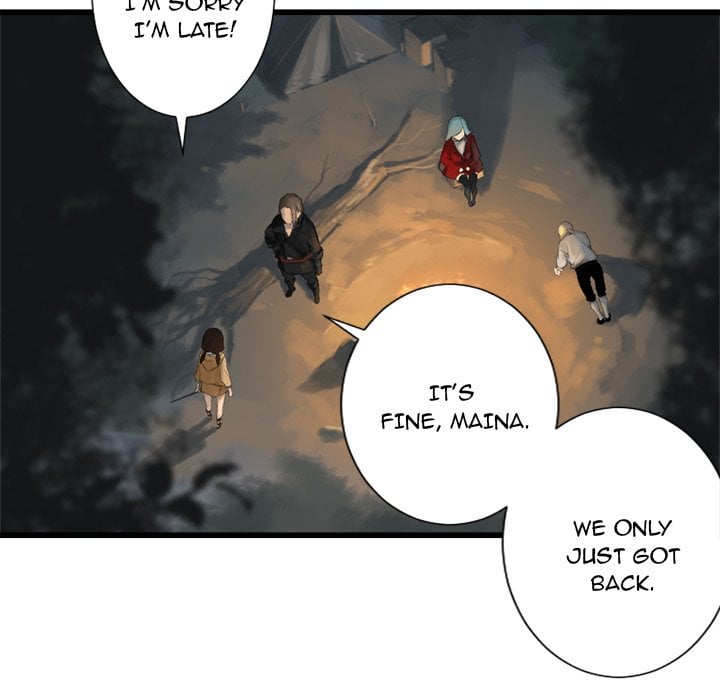 I'M SORRY
I'M LATE!
IT'S
FINE, MAINA.
WE ONLY
JUST GOT
BACK.